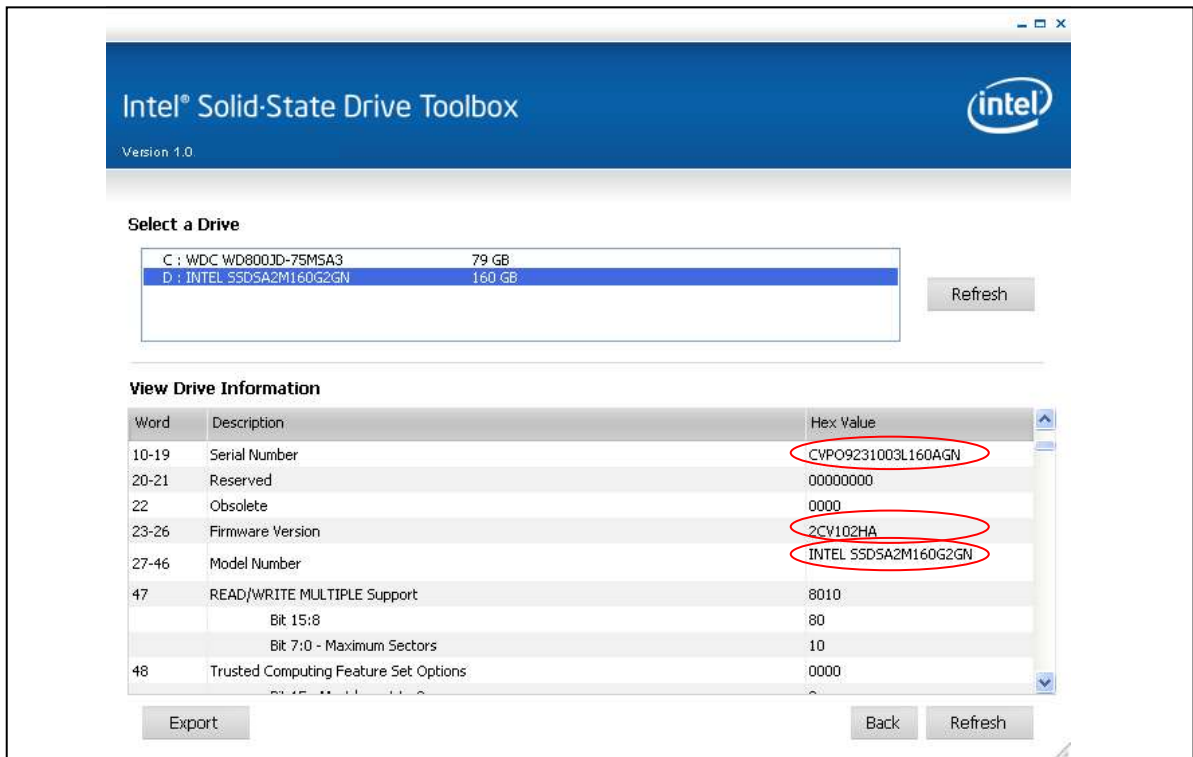 Intel® Solid-State Drive Toolbox
intel
Version 1.0
Select a Drive
C : WDC WD800JD-75MSA3 79 GB
D : INTEL SSDSA2M160G2GN 160 GB
Refresh
View Drive Information
Word Description Hex Value
10-19 Serial Number CVPO9231003L160AGN
20-21 Reserved 00000000
22 Obsolete 0000
23-26 Firmware Version 2CV102HA
27-46 Model Number INTEL SSDSA2M160G2GN
47 READ/WRITE MULTIPLE Support 8010
Bit 15:8 80
Bit 7:0 - Maximum Sectors 10
48 Trusted Computing Feature Set Options 0000
Export Back Refresh